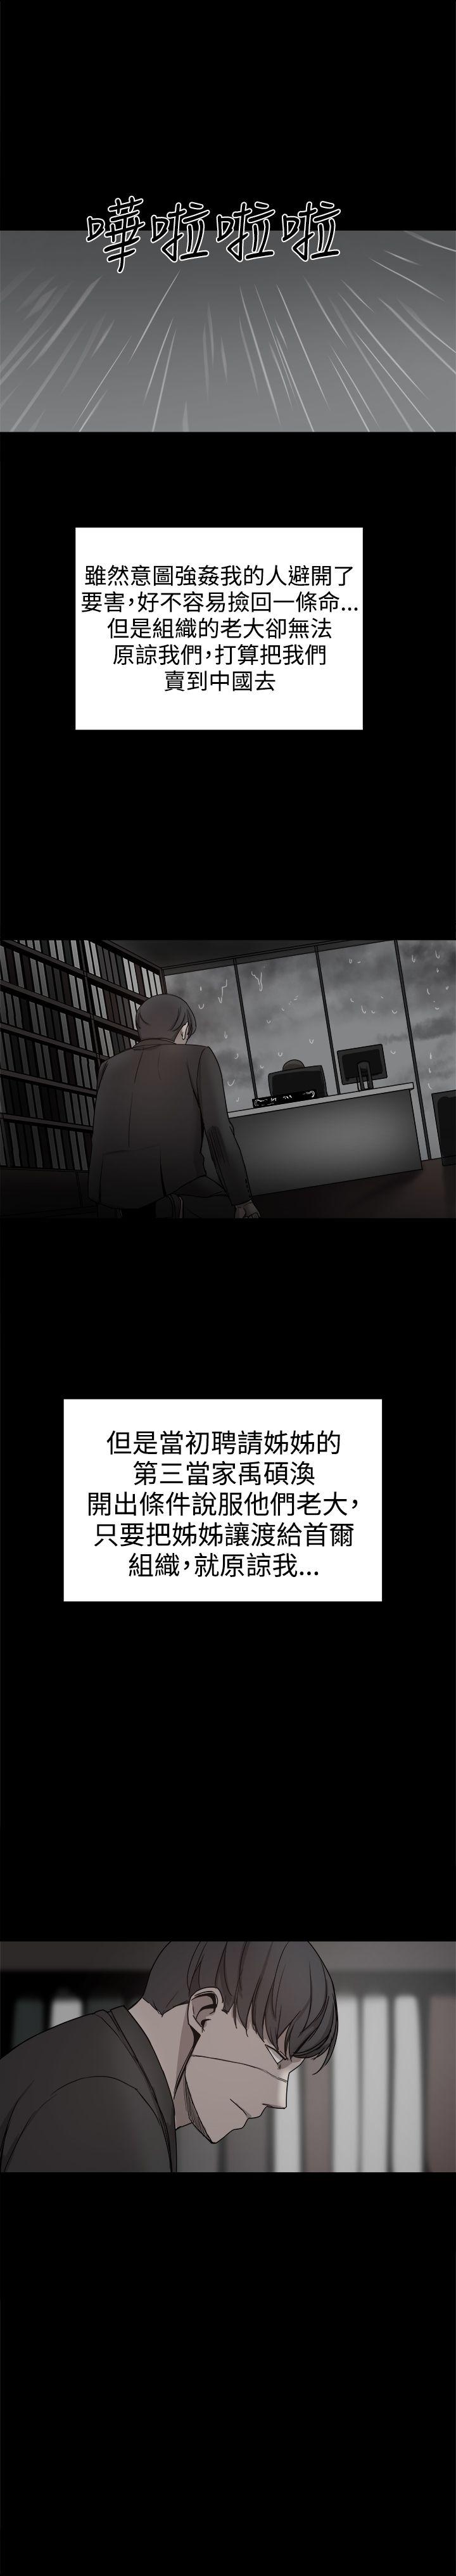 嘩啦啦啦
雖然意圖強姦我的人避開了
要害，好不容易撿回一條命...
但是組織的老大卻無法
原諒我們，打算把我們
賣到中國去
但是當初聘請姊姊的
第三當家禹碩渙
開出條件說服他們老大，
只要把姊姊讓渡給首爾
組織，就原諒我...